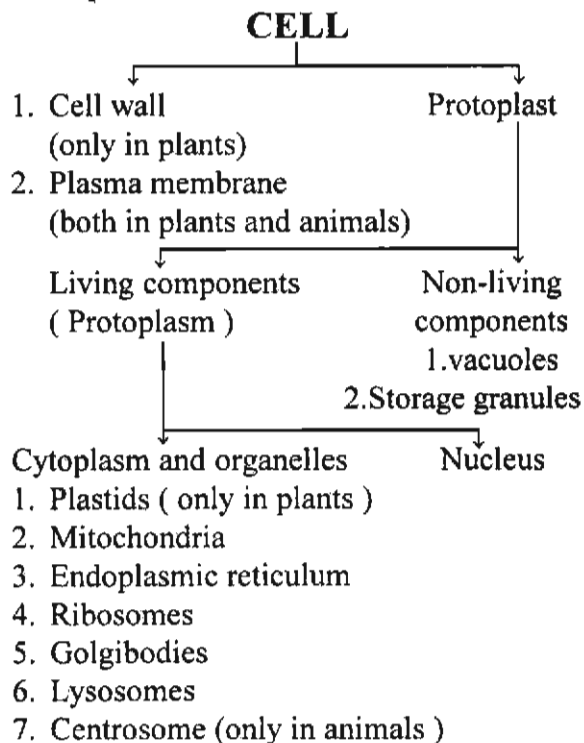 CELL
1. Cell wall
(only in plants)
2. Plasma membrane
(both in plants and animals)
Protoplast
Living components
( Protoplasm )
Non-living
components
1.vacuoles
2.Storage granules
Cytoplasm and organelles
Nucleus
1. Plastids ( only in plants )
2. Mitochondria
3. Endoplasmic reticulum
4. Ribosomes
5. Golgibodies
6. Lysosomes
7. Centrosome (only in animals )